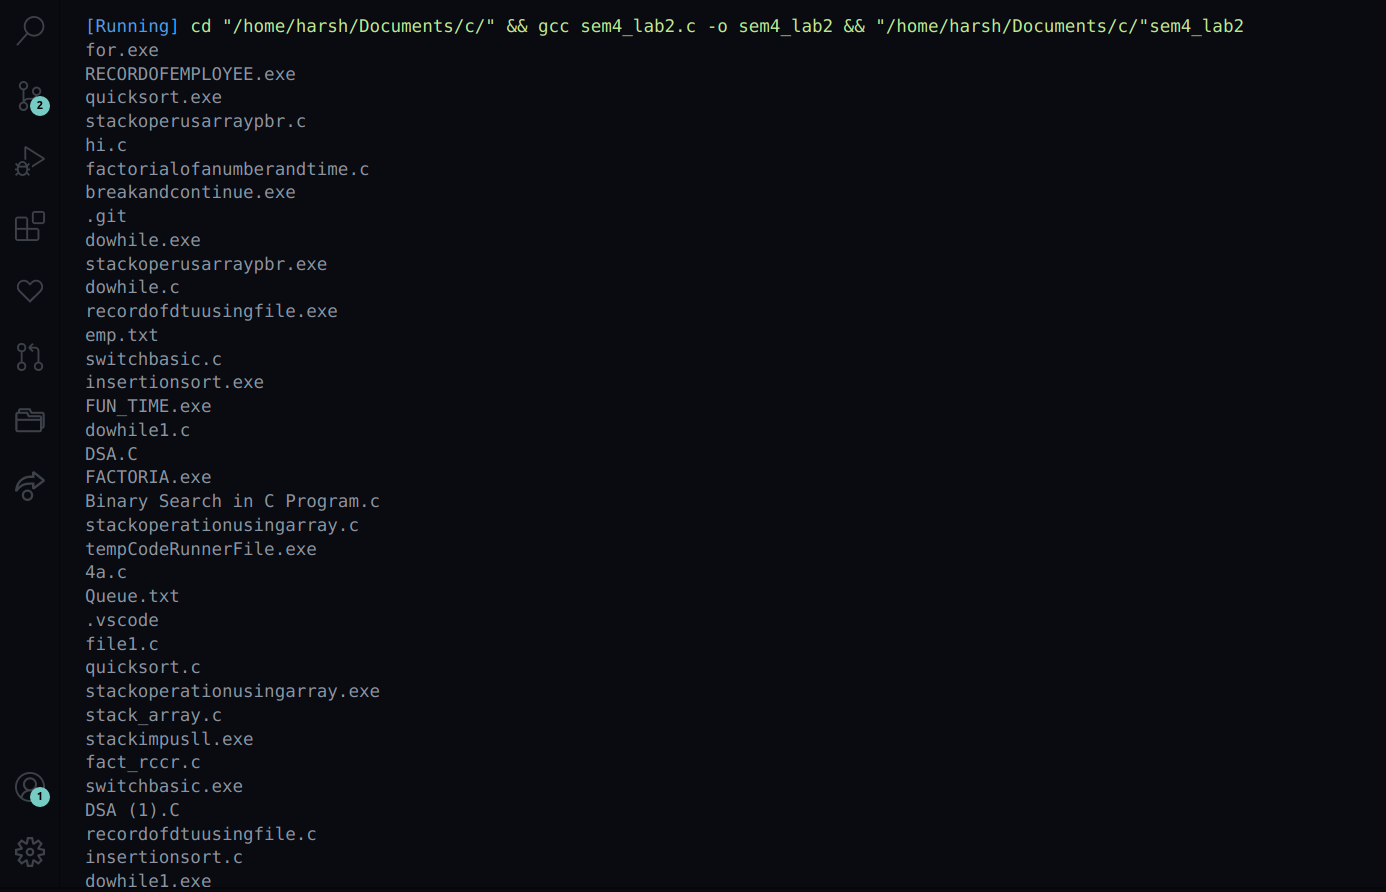 [Running] cd "/home/harsh/Documents/c/" && gcc sem4_lab2.c -o sem4_lab2 && "/home/harsh/Documents/c/"sem4_lab2
for.exe
RECORDOFEMPLOYEE.exe
quicksort.exe
2
stackoperusarraypbr.c
hi.c
factorialofanumberandtime.c
breakandcontinue.exe
.git
dowhile.exe
stackoperusarraypbr.exe
dowhile.c
recordofdtuusingfile.exe
emp.txt
switchbasic.c
insertionsort.exe
FUN_TIME.exe
dowhile1.c
DSA.C
FACTORIA.exe
Binary Search in C Program.c
stackoperationusingarray.c
tempCodeRunnerFile.exe
4a.c
Queue.txt
.vscode
file1.c
quicksort.c
stackoperationusingarray.exe
stack_array.c
stackimpusll.exe
fact_rccr.c
switchbasic.exe
1
DSA (1).C
recordofdtuusingfile.c
insertionsort.c
dowhile1.exe